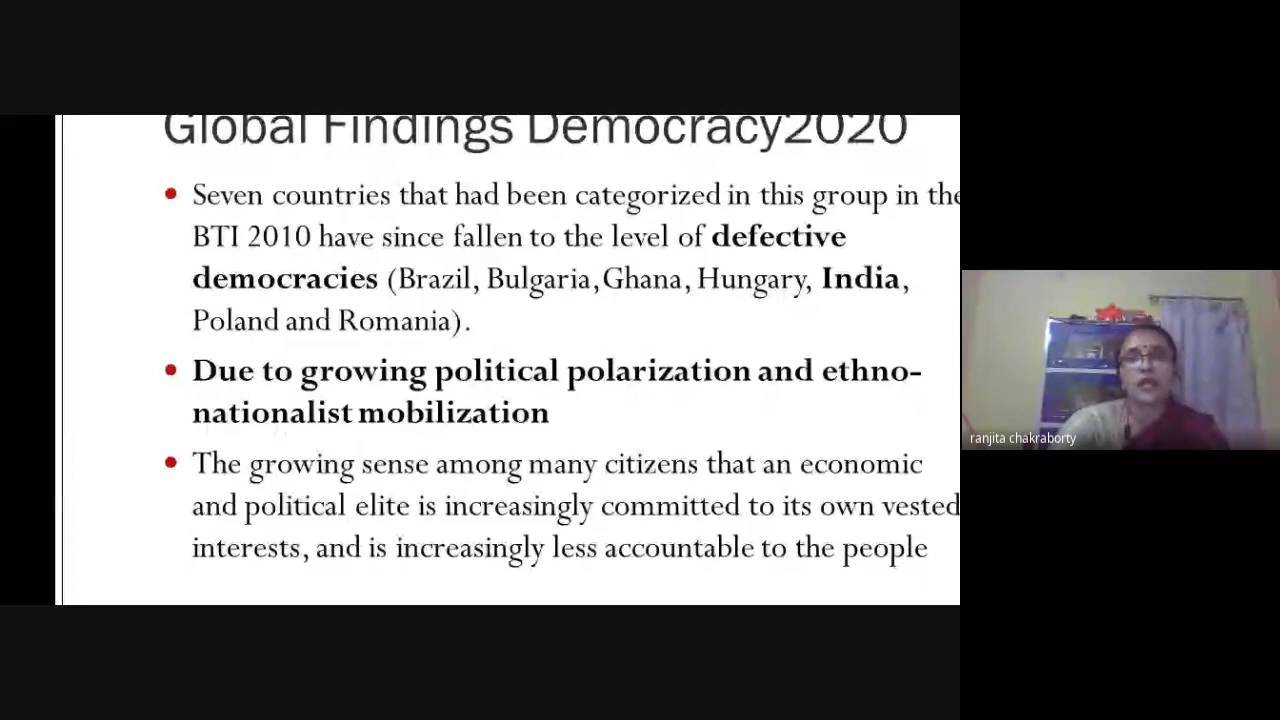 Global Findings Democracy2020
Seven countries that had been categorized in this group in the
BTI 2010 have since fallen to the level of defective
democracies (Brazil, Bulgaria,Ghana, Hungary, India,
Poland and Romania).
Due to growing political polarization and ethno-
nationalist mobilization
The growing sense among many citizens that an economic
and political elite is increasingly committed to its own vested
interests, and is increasingly less accountable to the people
ranjita chakraborty